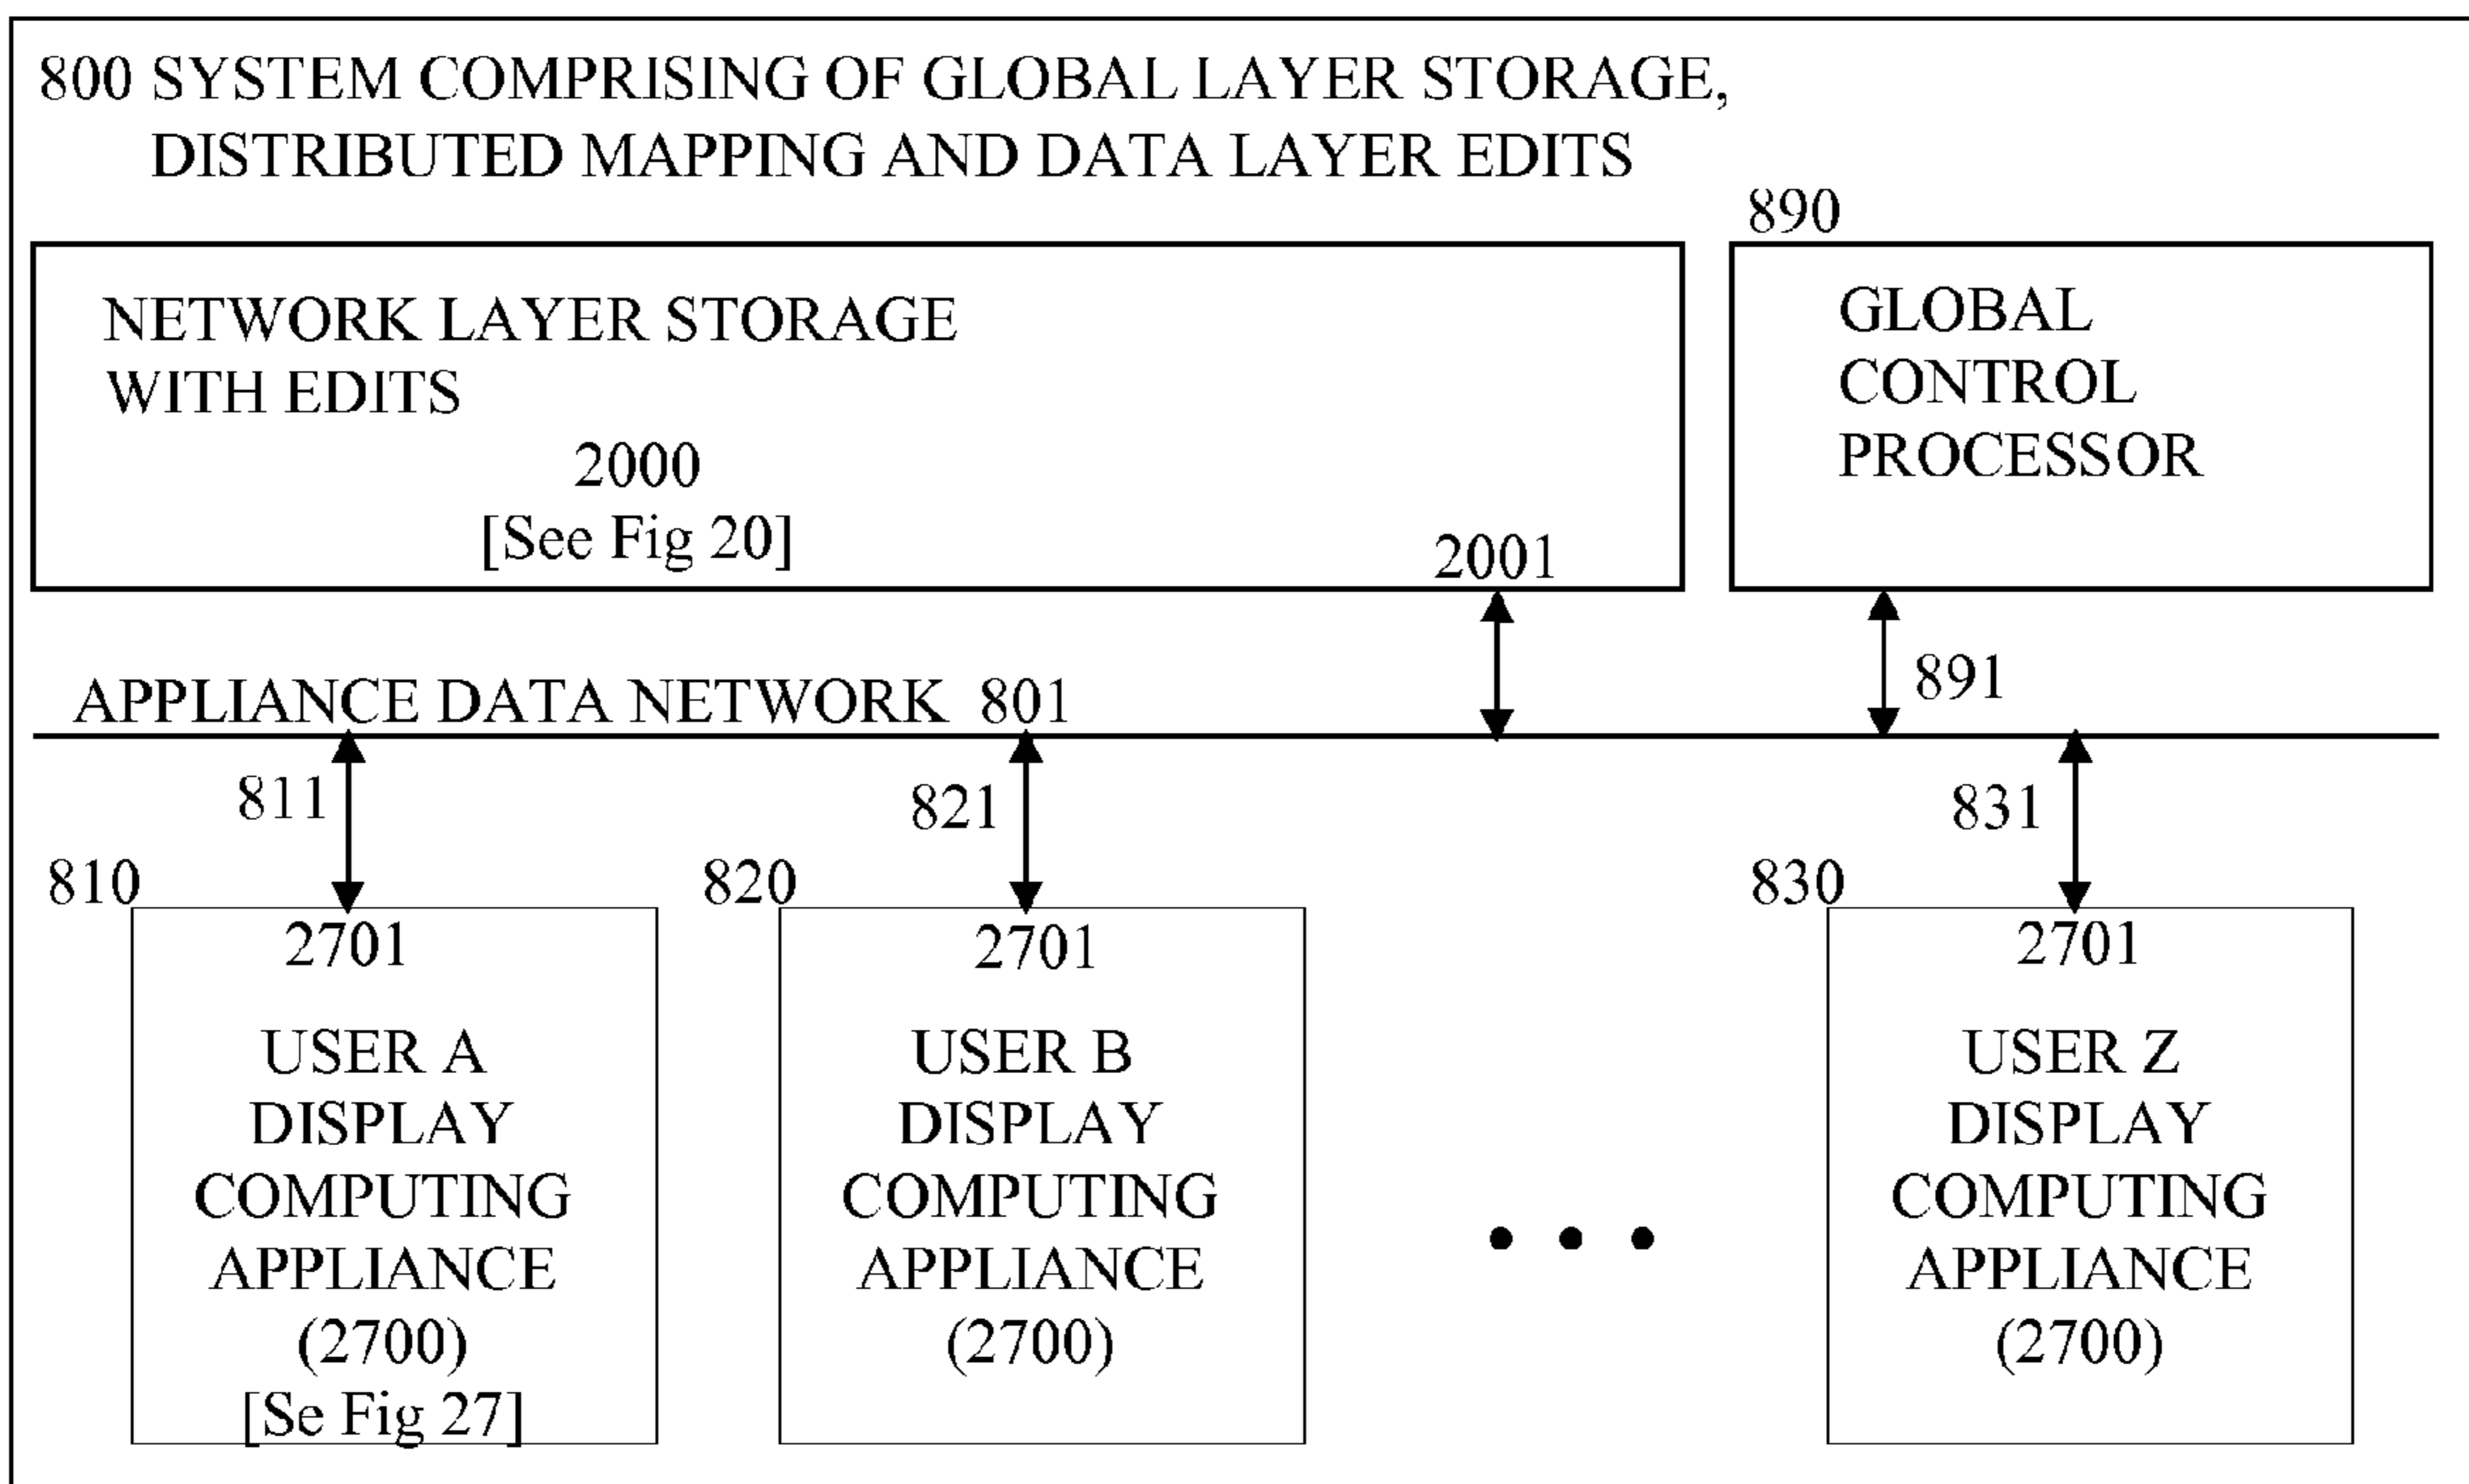 800 SYSTEM COMPRISING OF GLOBAL LAYER STORAGE,
DISTRIBUTED MAPPING AND DATA LAYER EDITS
890
NETWORK LAYER STORAGE
WITH EDITS
2000
[See Fig 20]
2001
GLOBAL
CONTROL
PROCESSOR
891
APPLIANCE DATA NETWORK 801
811
821
831
810
2701
USER A
DISPLAY
COMPUTING
APPLIANCE
(2700)
[Se Fig 27]
820
2701
USER B
DISPLAY
COMPUTING
APPLIANCE
(2700)
830
2701
USER Z
DISPLAY
COMPUTING
APPLIANCE
(2700)